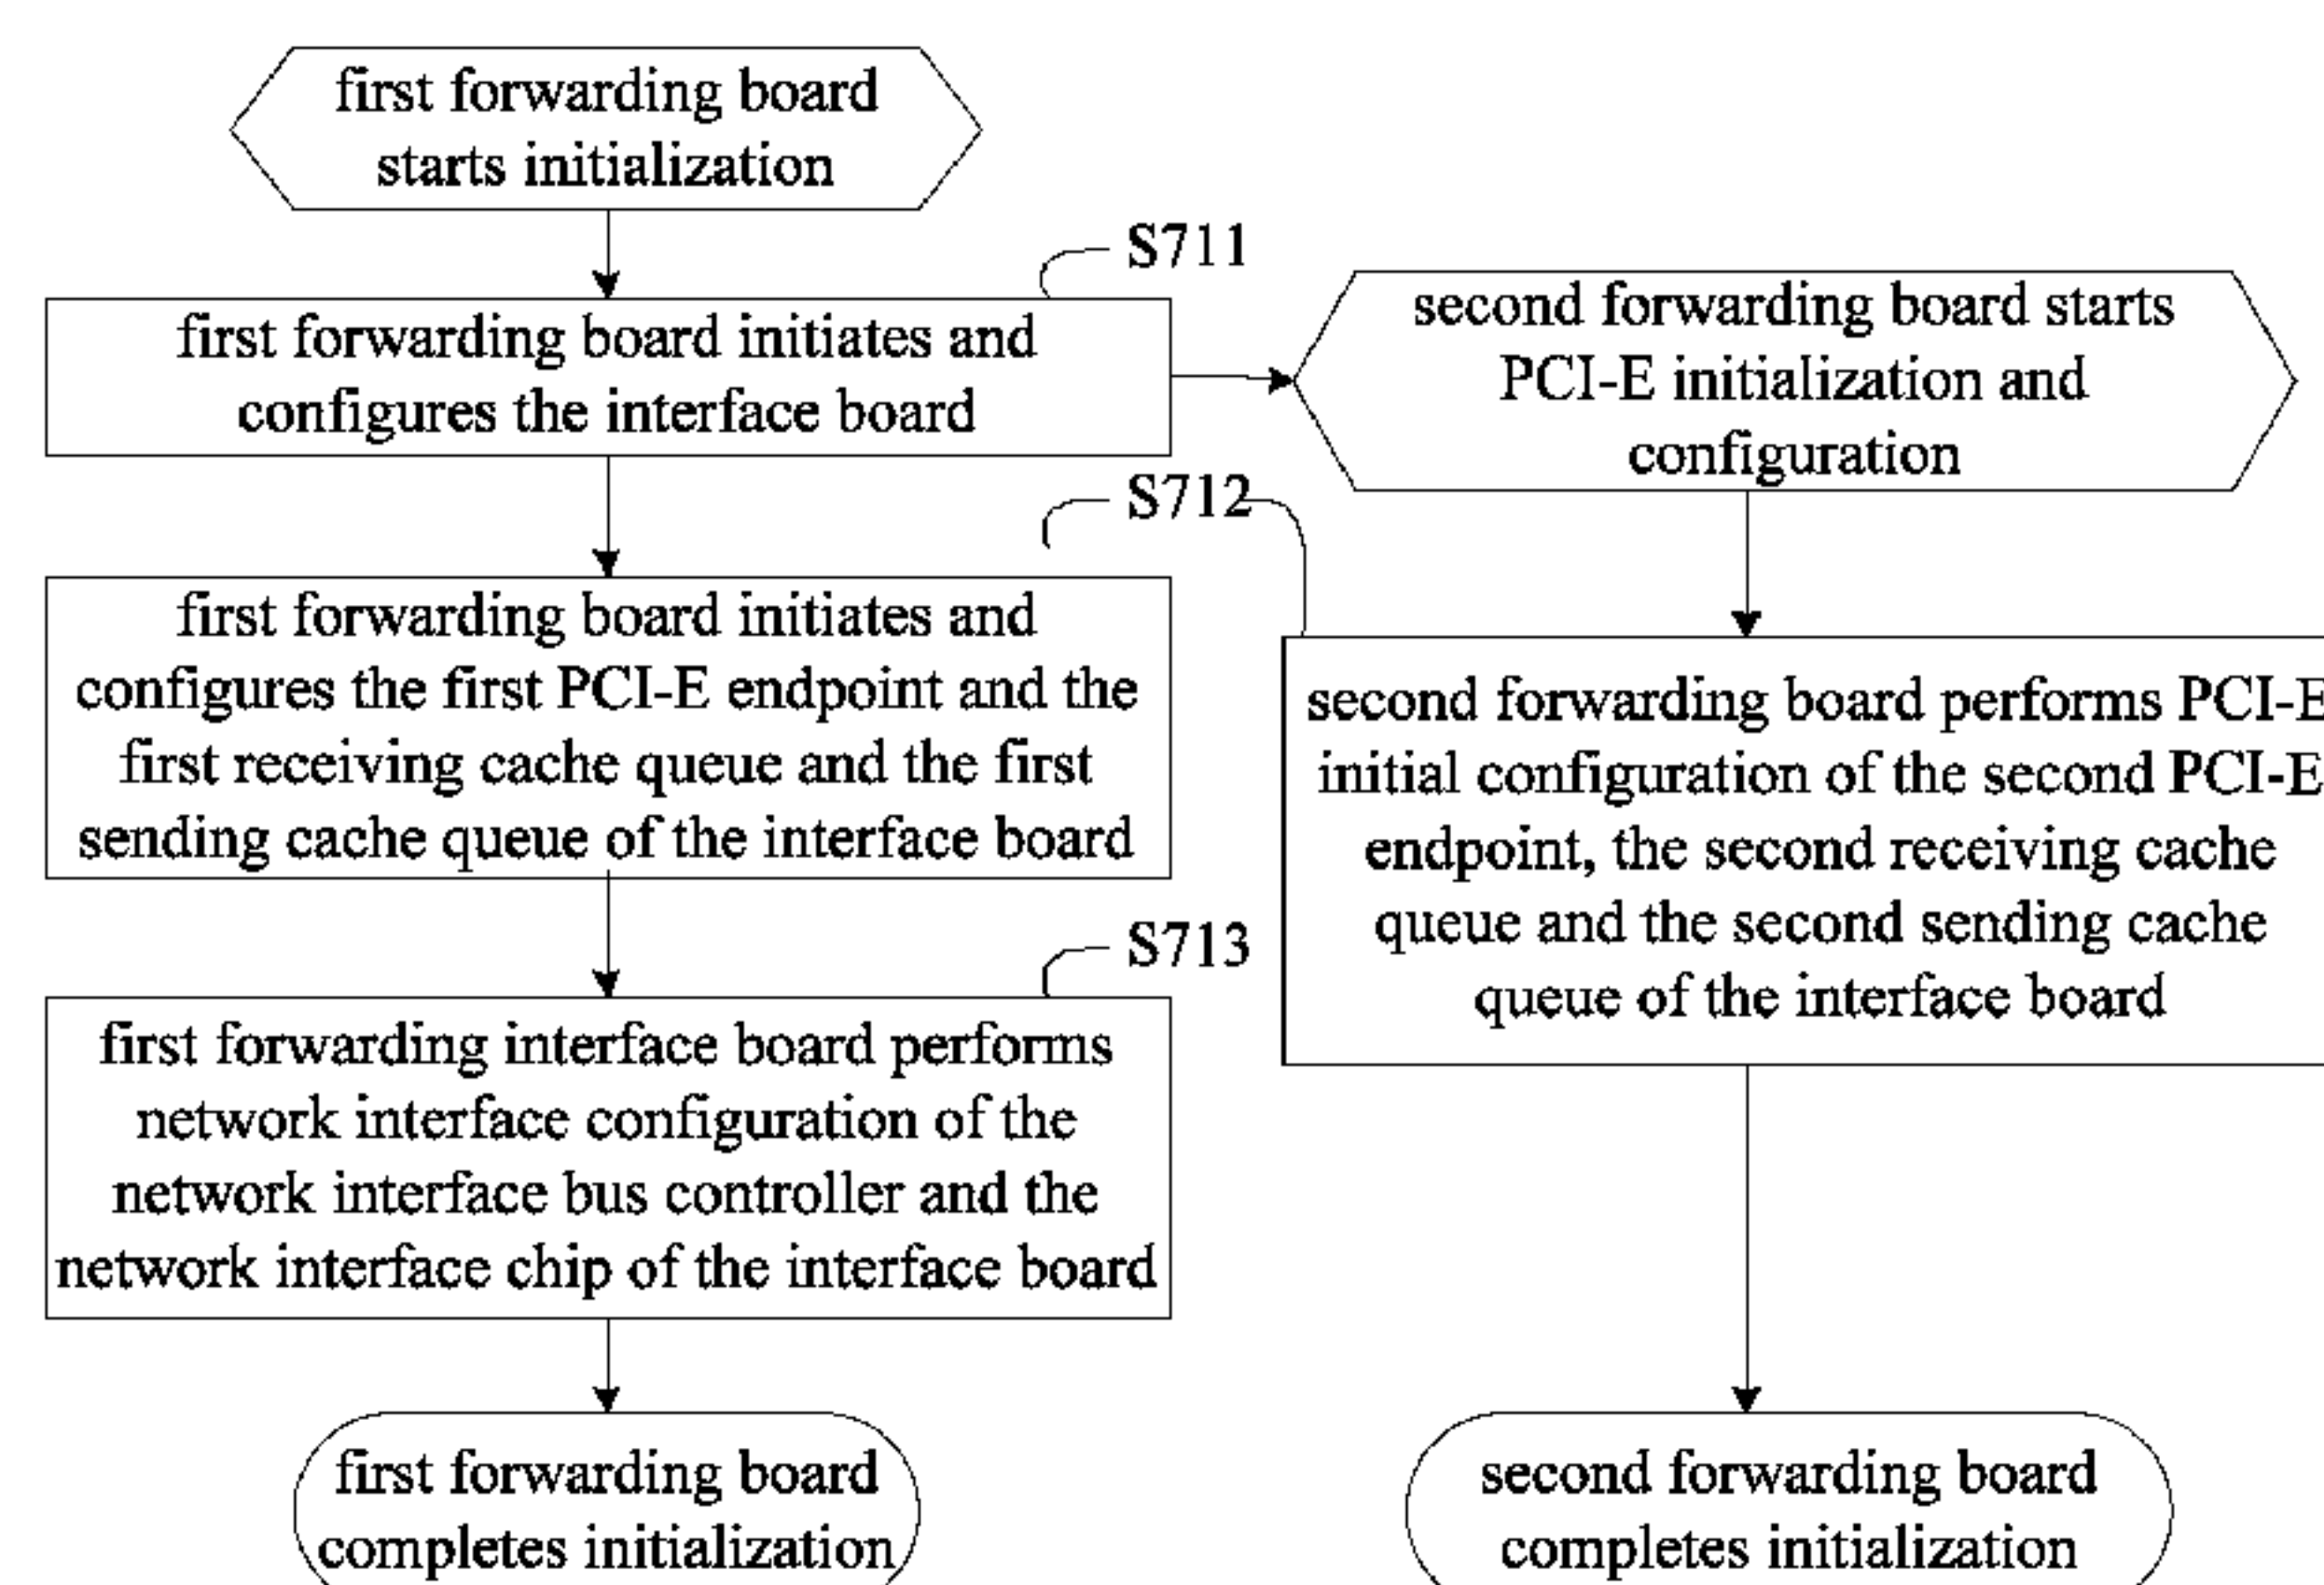 first forwarding board
starts initialization
S711
first forwarding board initiates and
configures the interface board
second forwarding board starts
PCI-E initialization and
configuration
S712
first forwarding board initiates and
configures the first PCI-E endpoint and the
first receiving cache queue and the first
sending cache queue of the interface board
second forwarding board performs PCI-E
initial configuration of the second PCI-E
endpoint, the second receiving cache
queue and the second sending cache
queue of the interface board
S713
first forwarding interface board performs
network interface configuration of the
network interface bus controller and the
network interface chip of the interface board
first forwarding board
completes initialization
second forwarding board
completes initialization